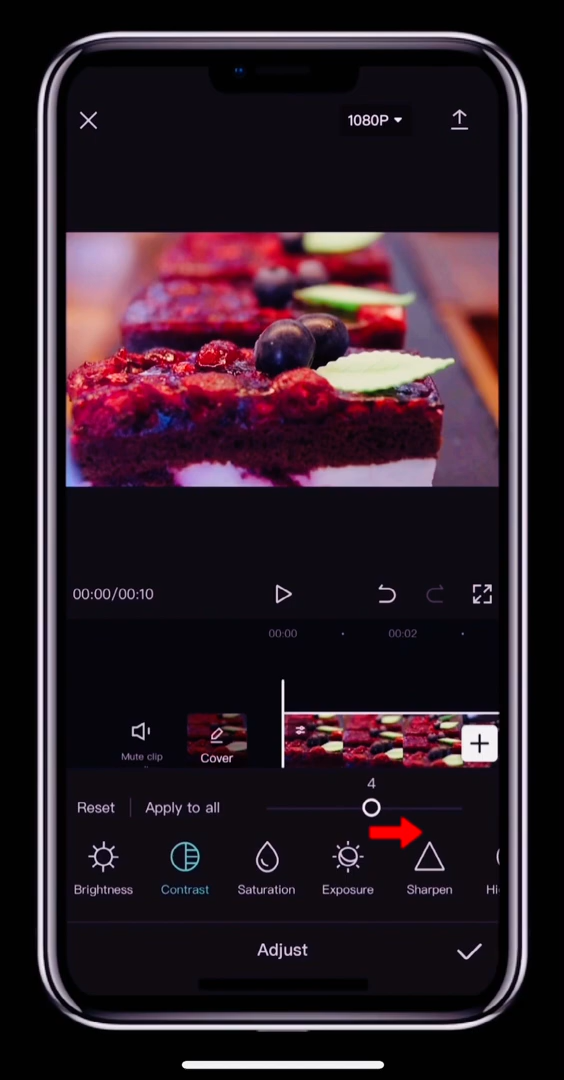 1080P
00:00/00:10
00:00
00:02
Mute clip
Cover
4
Reset
Apply to all
Brightness
Contrast
Saturation
Exposure
Sharpen
Hi
Adjust